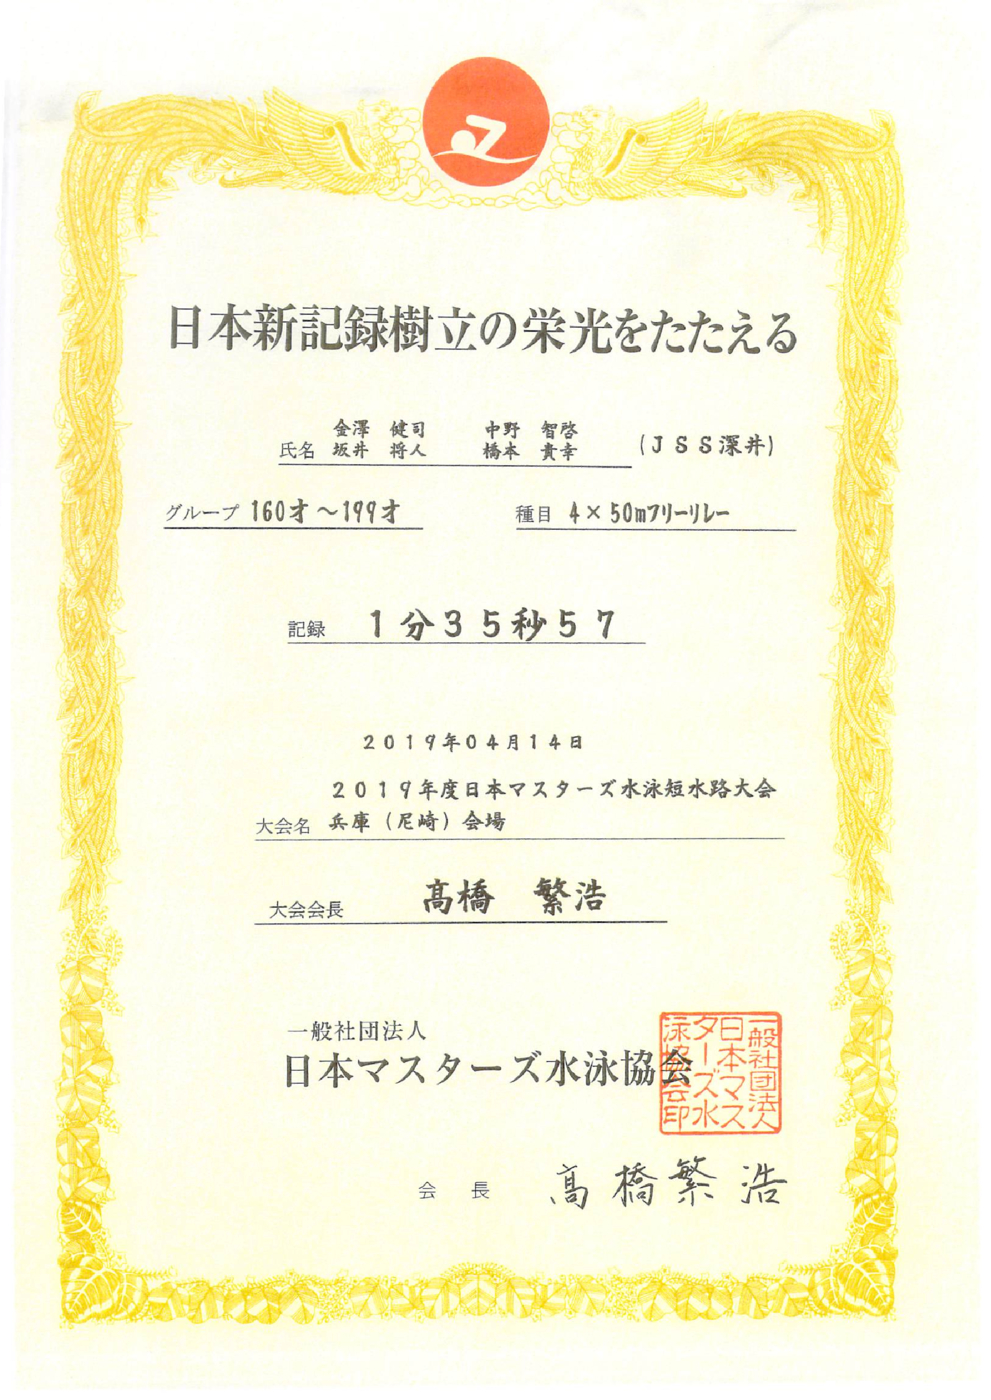 日本新記録樹立の栄光をたたえる
金澤 健司 中野 智啓
氏名 坂井 将人 橋本 貴幸 (JSS深井)
グループ 160才～199才 種目 4×50mフリーリレー
記録 1分35秒57
2019年04月14日
2019年度日本マスターズ水泳短水路大会
大会名 兵庫(尼崎)会場
大会会長 髙橋 繁浩
一般社団法人
日本マスターズ水泳協会
一般社団法人
日本マス
ターズ水
泳協会印
会長 髙橋繁浩